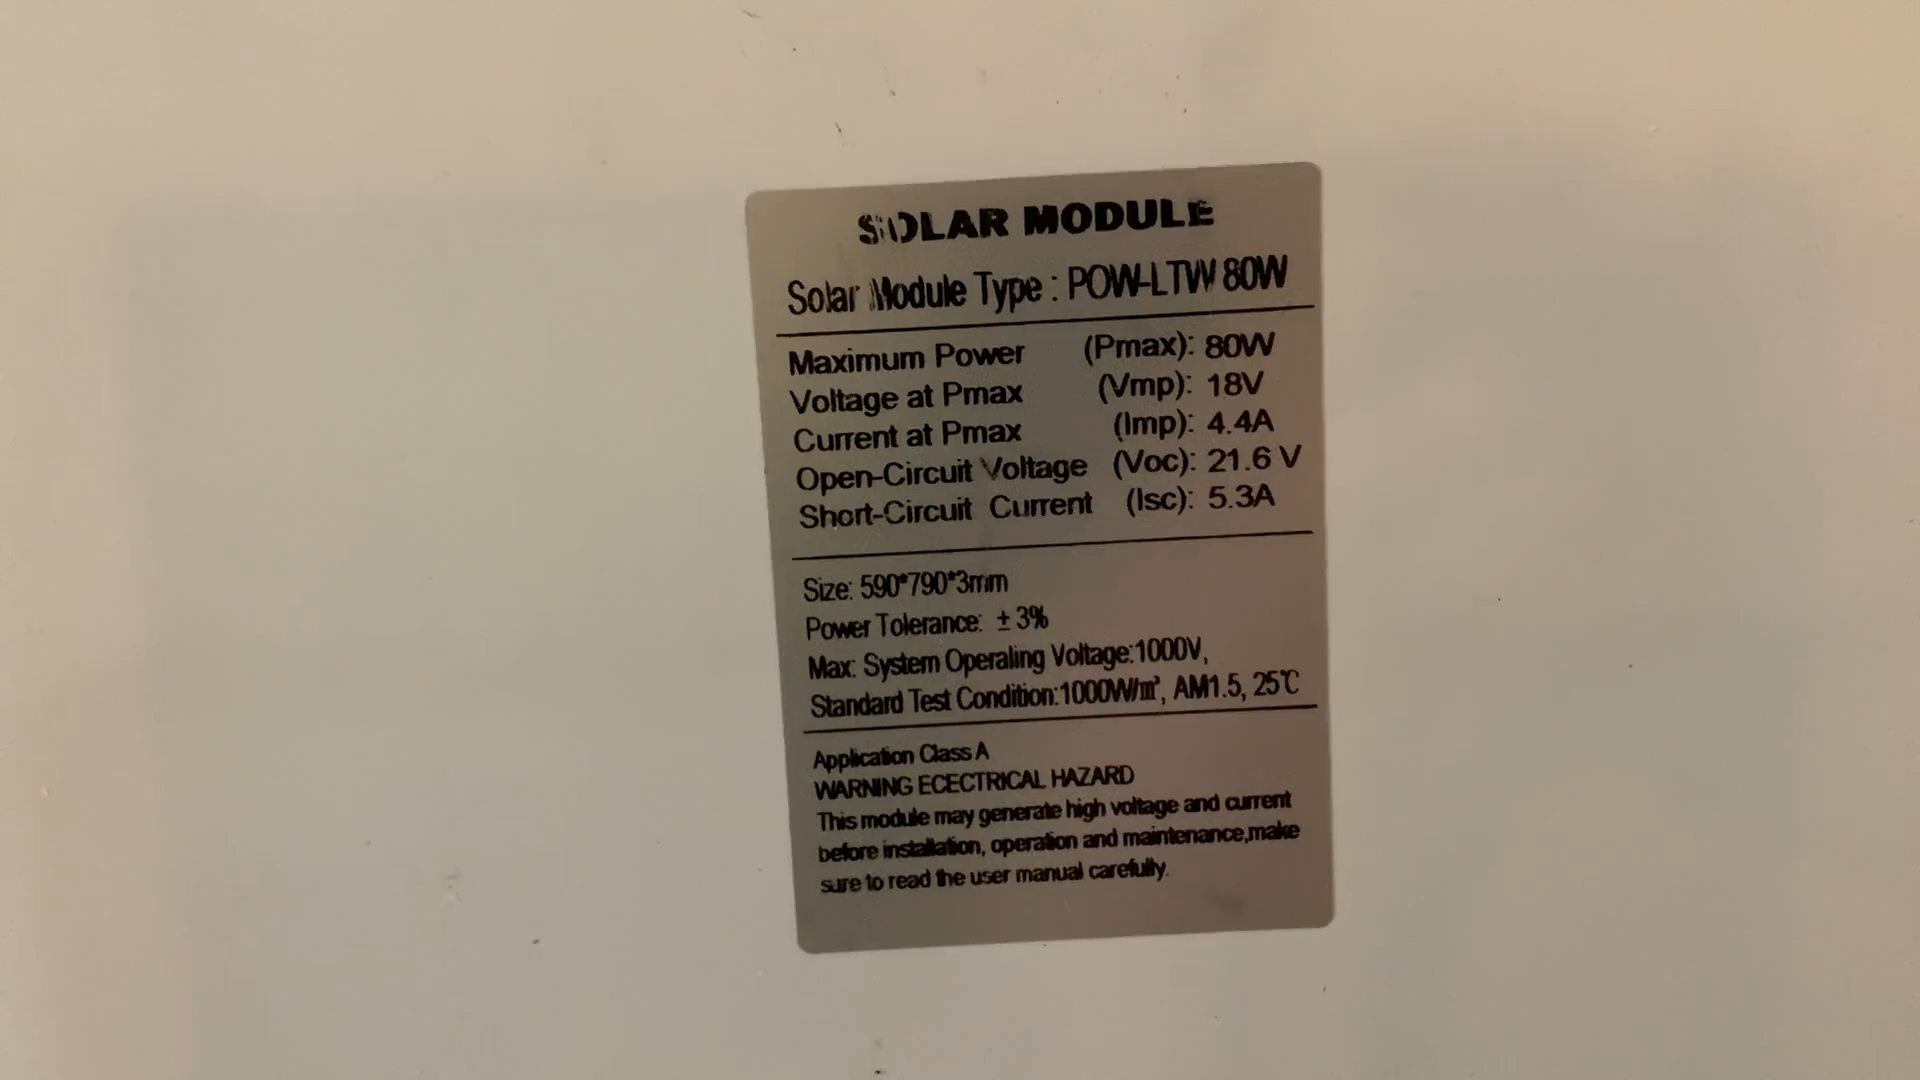 SOLAR MODULE
Solar Module Type : POW-LTW 80W
Maximum Power (Pmax): 80W
Voltage at Pmax (Vmp): 18V
Current at Pmax (Imp): 4.4A
Open-Circuit Voltage (Voc): 21.6 V
Short-Circuit Current (Isc): 5.3A
Size: 590*790*3mm
Power Tolerance: ± 3%
Max: System Operaling Voltage:1000V,
Standard Test Condition:1000W/m², AM1.5, 25℃
Application Class A
WARNING ECECTRICAL HAZARD
This module may generate high voltage and current
before installation, operation and maintenance,make
sure to read the user manual carefully.